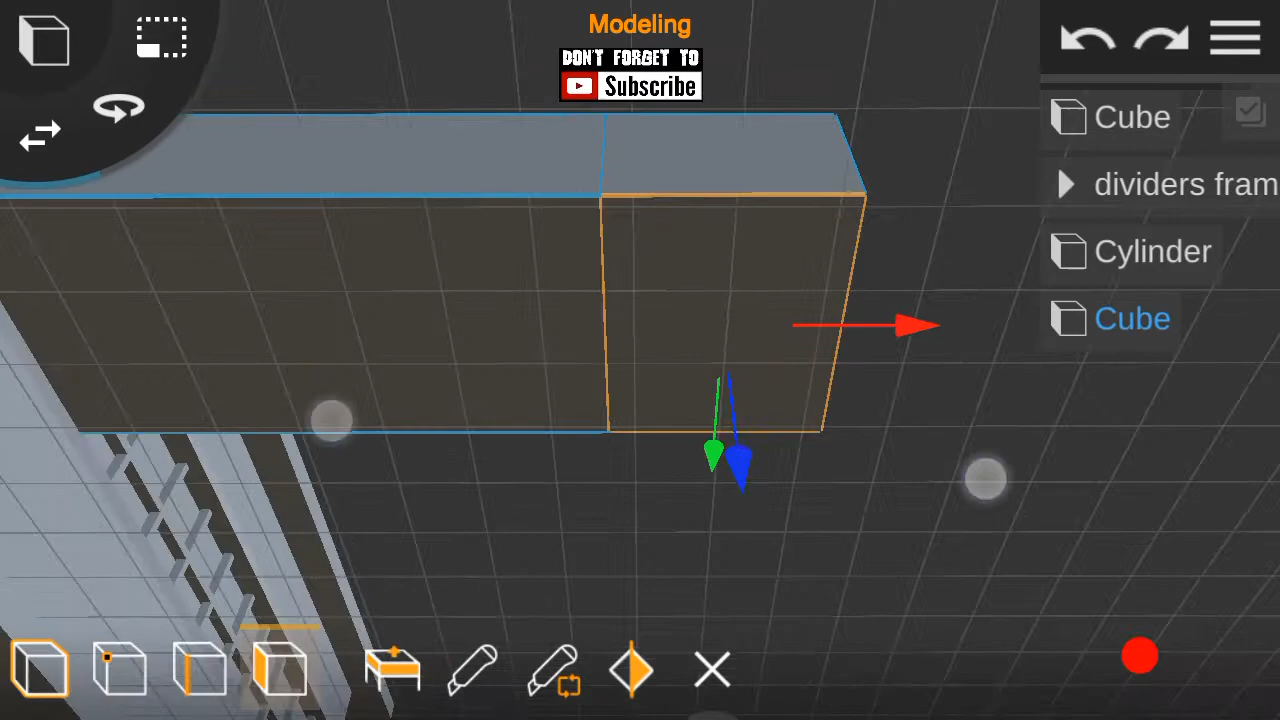 Modeling
DON'T FORGET TO
Subscribe
Cube
dividers fram
Cylinder
Cube